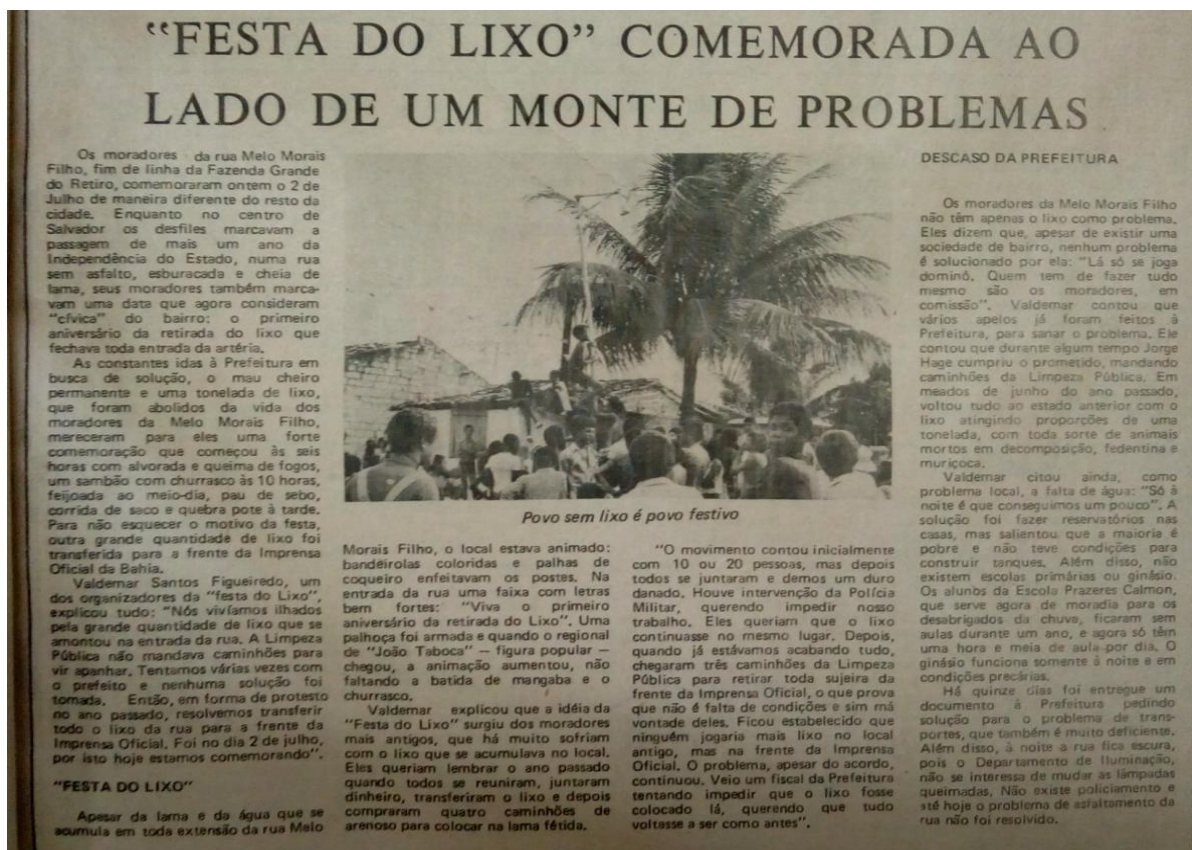 “FESTA DO LIXO” COMEMORADA AO
LADO DE UM MONTE DE PROBLEMAS
Os moradores da rua Melo Morais
Filho, fim de linha da Fazenda Grande
do Retiro, comemoraram ontem o 2 de
Julho de maneira diferente do resto da
cidade. Enquanto no centro de
Salvador os desfiles marcavam a
passagem de mais um ano da
Independência do Estado, numa rua
sem asfalto, esburacada e cheia de
lama, seus moradores também marca-
vam uma data que agora consideram
“cívica” do bairro: o primeiro
aniversário da retirada do lixo que
fechava toda entrada da artéria.
As constantes idas à Prefeitura em
busca de solução, o mau cheiro
permanente e uma tonelada de lixo,
que foram abolidos da vida dos
moradores da Melo Morais Filho,
mereceram para eles uma forte
comemoração que começou às seis
horas com alvorada e queima de fogos,
um sambão com churrasco às 10 horas,
feijoada ao meio-dia, pau de sebo,
corrida de saco e quebra pote à tarde.
Para não esquecer o motivo da festa,
outra grande quantidade de lixo foi
transferida para a frente da Imprensa
Oficial da Bahia.
Valdemar Santos Figueiredo, um
dos organizadores da “festa do Lixo”,
explicou tudo: “Nós vivíamos ilhados
pela grande quantidade de lixo que se
amontou na entrada da rua. A Limpeza
Pública não mandava caminhões para
vir apanhar. Tentamos várias vezes com
o prefeito e nenhuma solução foi
tomada. Então, em forma de protesto
no ano passado, resolvemos transferir
todo o lixo da rua para a frente da
Imprensa Oficial. Foi no dia 2 de julho,
por isto hoje estamos comemorando”.
“FESTA DO LIXO”
Apesar da lama e da água que se
acumula em toda extensão da rua Melo
Povo sem lixo é povo festivo
Morais Filho, o local estava animado:
bandeirolas coloridas e palhas de
coqueiro enfeitavam os postes. Na
entrada da rua uma faixa com letras
bem fortes: “Viva o primeiro
aniversário da retirada do Lixo”. Uma
palhoça foi armada e quando o regional
de “João Taboca” — figura popular —
chegou, a animação aumentou, não
faltando a batida de mangaba e o
churrasco.
Valdemar explicou que a idéia da
“Festa do Lixo” surgiu dos moradores
mais antigos, que há muito sofriam
com o lixo que se acumulava no local.
Eles queriam lembrar o ano passado
quando todos se reuniram, juntaram
dinheiro, transferiram o lixo e depois
compraram quatro caminhões de
arenoso para colocar na lama fétida.
“O movimento contou inicialmente
com 10 ou 20 pessoas, mas depois
todos se juntaram e demos um duro
danado. Houve intervenção da Polícia
Militar, querendo impedir nosso
trabalho. Eles queriam que o lixo
continuasse no mesmo lugar. Depois,
quando já estávamos acabando tudo,
chegaram três caminhões da Limpeza
Pública para retirar toda sujeira da
frente da Imprensa Oficial, o que prova
que não é falta de condições e sim má
vontade deles. Ficou estabelecido que
ninguém jogaria mais lixo no local
antigo, mas na frente da Imprensa
Oficial. O problema, apesar do acordo,
continuou. Veio um fiscal da Prefeitura
tentando impedir que o lixo fosse
colocado lá, querendo que tudo
voltasse a ser como antes”.
DESCASO DA PREFEITURA
Os moradores da Melo Morais Filho
não têm apenas o lixo como problema.
Eles dizem que, apesar de existir uma
sociedade de bairro, nenhum problema
é solucionado por ela: “Lá só se joga
dominó. Quem tem de fazer tudo
mesmo são os moradores, em
comissão”. Valdemar contou que
vários apelos já foram feitos à
Prefeitura, para sanar o problema. Ele
contou que durante algum tempo Jorge
Hage cumpriu o prometido, mandando
caminhões da Limpeza Pública. Em
meados de junho do ano passado,
voltou tudo ao estado anterior com o
lixo atingindo proporções de uma
tonelada, com toda sorte de animais
mortos em decomposição, fedentina e
muriçoca.
Valdemar citou ainda, como
problema local, a falta de água: “Só à
noite é que conseguimos um pouco”. A
solução foi fazer reservatórios nas
casas, mas salientou que a maioria é
pobre e não teve condições para
construir tanques. Além disso, não
existem escolas primárias ou ginásio.
Os alunos da Escola Prazeres Calmon,
que serve agora de moradia para os
desabrigados da chuva, ficaram sem
aulas durante um ano, e agora só têm
uma hora e meia de aula por dia. O
ginásio funciona somente à noite e em
condições precárias.
Há quinze dias foi entregue um
documento à Prefeitura pedindo
solução para o problema de trans-
portes, que também é muito deficiente.
Além disso, à noite a rua fica escura,
pois o Departamento de Iluminação,
não se interessa de mudar as lâmpadas
queimadas. Não existe policiamento e
até hoje o problema de asfaltamento da
rua não foi resolvido.